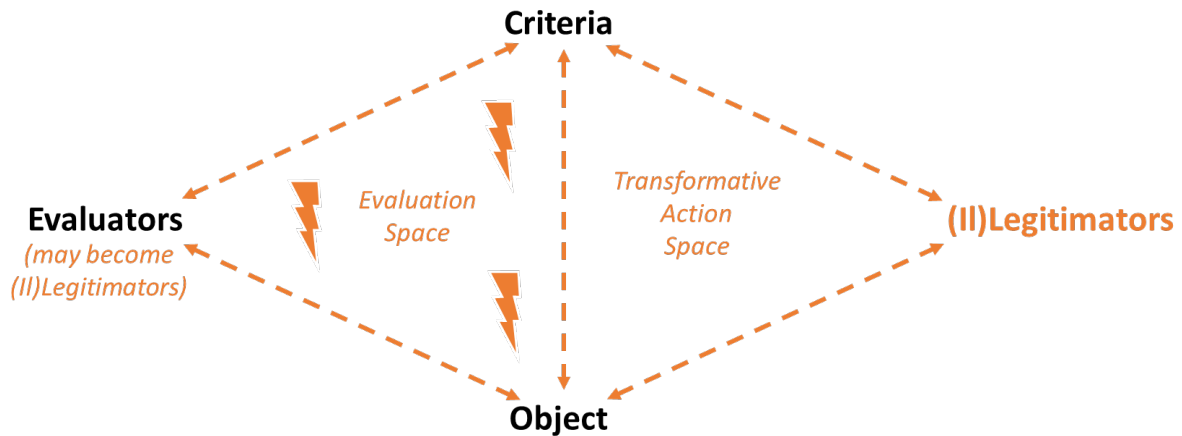 Criteria
Evaluation
Space
Transformative
Action
Space
Evaluators
(may become
(Il)Legitimators)
(Il)Legitimators
Object